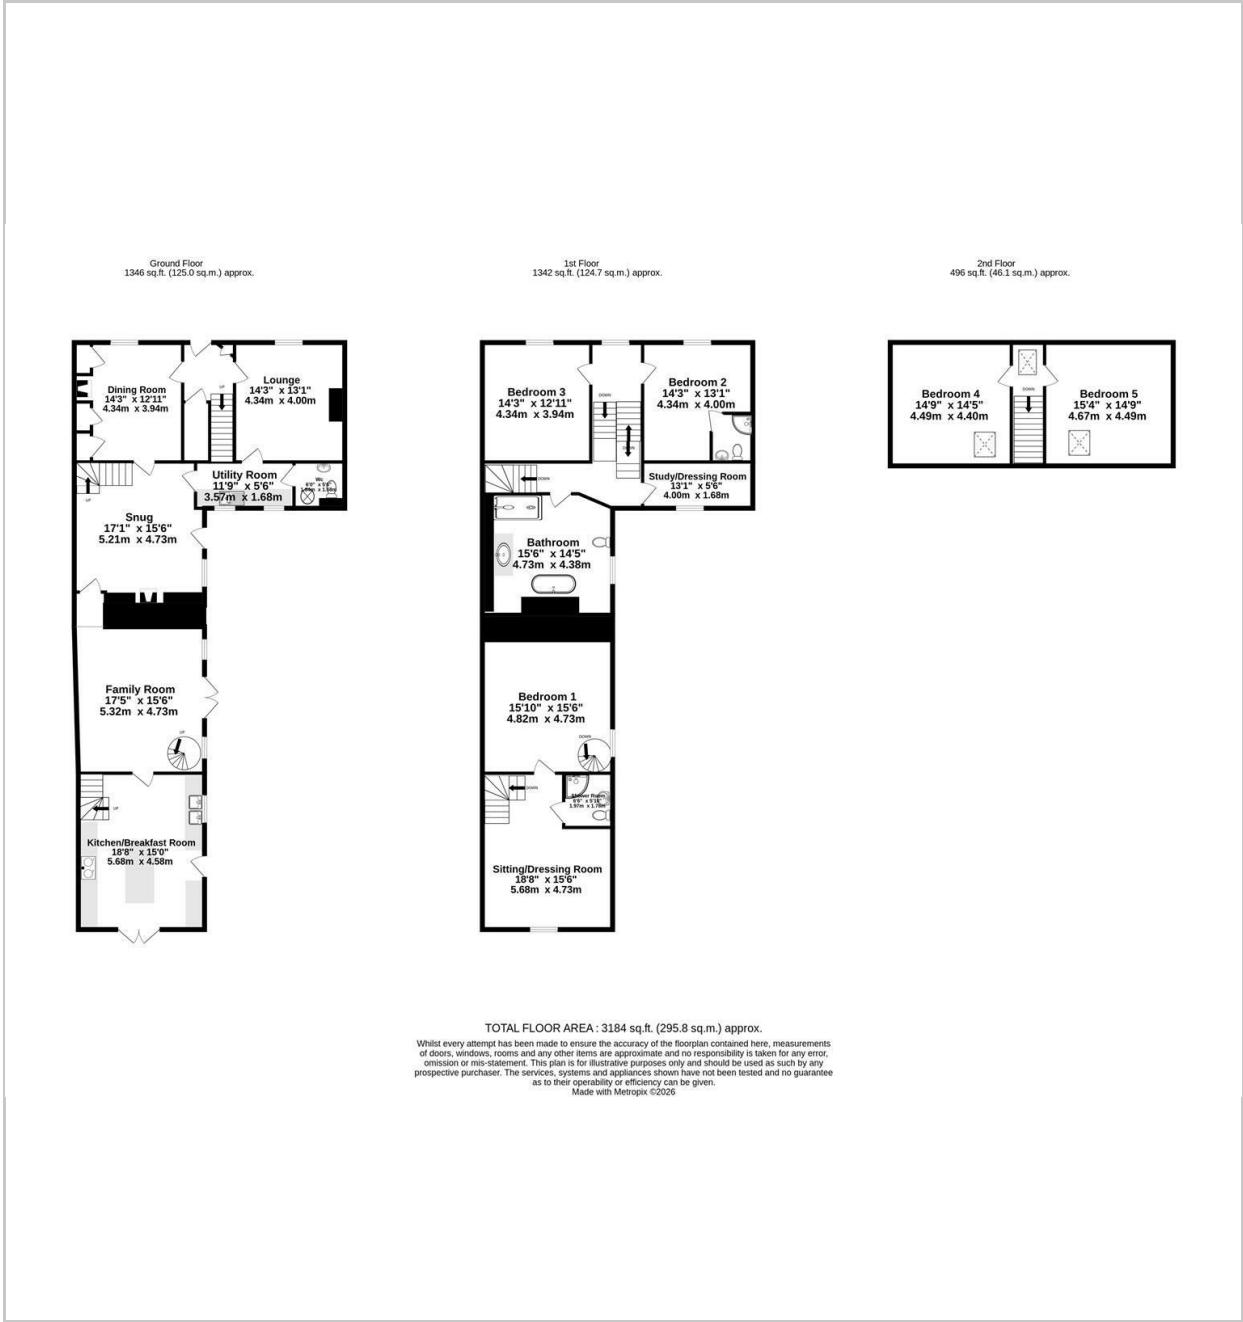 Ground Floor
1346 sq.ft. (125.0 sq.m.) approx.
1st Floor
1342 sq.ft. (124.7 sq.m.) approx.
2nd Floor
496 sq.ft. (46.1 sq.m.) approx.
Dining Room
14'3" x 12'11"
4.34m x 3.94m
UP
Lounge
14'3" x 13'1"
4.34m x 4.00m
Utility Room
11'9" x 5'6"
3.57m x 1.68m
UP
Snug
17'1" x 15'6"
5.21m x 4.73m
Family Room
17'5" x 15'6"
5.32m x 4.73m
UP
UP
Kitchen/Breakfast Room
18'8" x 15'0"
5.68m x 4.58m
Bedroom 3
14'3" x 12'11"
4.34m x 3.94m
DOWN
DOWN
Bedroom 2
14'3" x 13'1"
4.34m x 4.00m
DOWN
Study/Dressing Room
13'1" x 5'6"
4.00m x 1.68m
Bathroom
15'6" x 14'5"
4.73m x 4.38m
Bedroom 1
15'10" x 15'6"
4.82m x 4.73m
DOWN
DOWN
Shower Room
Sitting/Dressing Room
18'8" x 15'6"
5.68m x 4.73m
Bedroom 4
14'9" x 14'5"
4.49m x 4.40m
DOWN
Bedroom 5
15'4" x 14'9"
4.67m x 4.49m
TOTAL FLOOR AREA : 3184 sq.ft. (295.8 sq.m.) approx.
Whilst every attempt has been made to ensure the accuracy of the floorplan contained here, measurements
of doors, windows, rooms and any other items are approximate and no responsibility is taken for any error,
omission or mis-statement. This plan is for illustrative purposes only and should be used as such by any
prospective purchaser. The services, systems and appliances shown have not been tested and no guarantee
as to their operability or efficiency can be given.
Made with Metropix ©2026